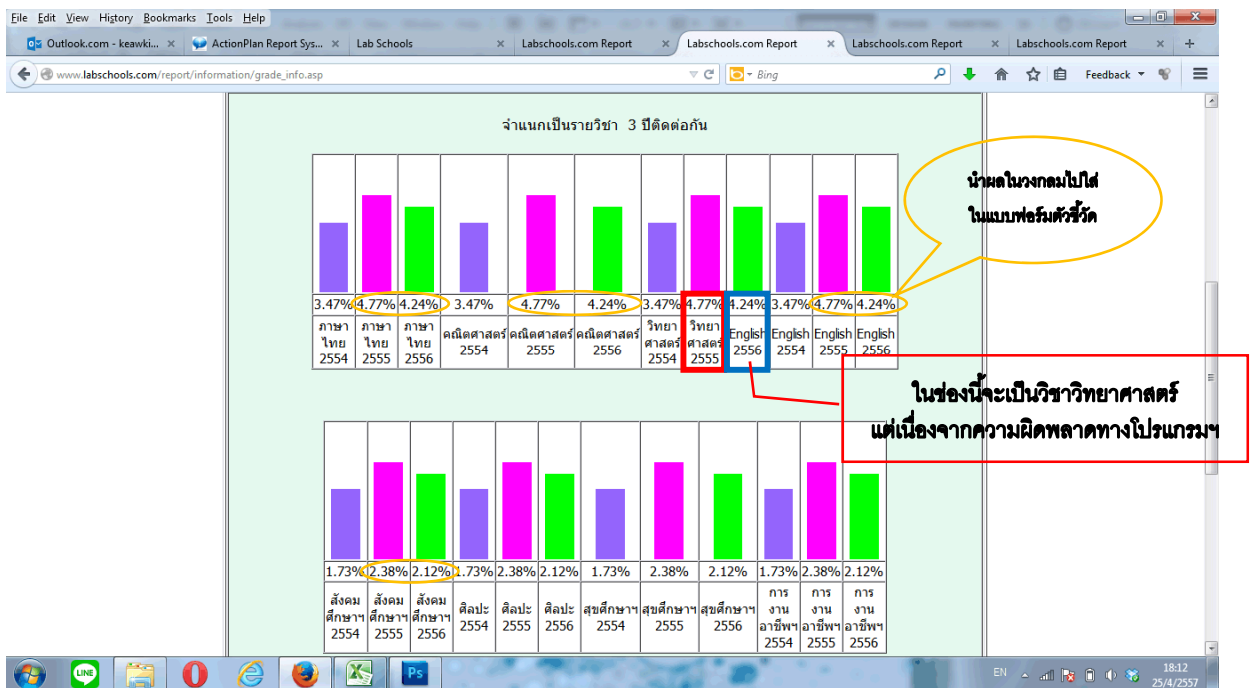 File Edit View History Bookmarks Tools Help
Outlook.com - keawki... × ActionPlan Report Sys... × Lab Schools × Labschools.com Report × Labschools.com Report × Labschools.com Report × Labschools.com Report × +
www.labschools.com/report/information/grade_info.asp Bing Feedback
จำแนกเป็นรายวิชา 3 ปีติดต่อกัน
นำผลในวงกลมไปใส่
ในแบบฟอร์มตัวชี้วัด
3.47% 4.77% 4.24% 3.47% 4.77% 4.24% 3.47% 4.77% 4.24% 3.47% 4.77% 4.24%
ภาษาไทย 2554 ภาษาไทย 2555 ภาษาไทย 2556 คณิตศาสตร์ 2554 คณิตศาสตร์ 2555 คณิตศาสตร์ 2556 วิทยาศาสตร์ 2554 วิทยาศาสตร์ 2555 English 2556 English 2554 English 2555 English 2556
ในช่องนี้จะเป็นวิชาวิทยาศาสตร์
แต่เนื่องจากความผิดพลาดทางโปรแกรมฯ
1.73% 2.38% 2.12% 1.73% 2.38% 2.12% 1.73% 2.38% 2.12% 1.73% 2.38% 2.12%
สังคมศึกษาฯ 2554 สังคมศึกษาฯ 2555 สังคมศึกษาฯ 2556 ศิลปะ 2554 ศิลปะ 2555 ศิลปะ 2556 สุขศึกษาฯ 2554 สุขศึกษาฯ 2555 สุขศึกษาฯ 2556 การงานอาชีพฯ 2554 การงานอาชีพฯ 2555 การงานอาชีพฯ 2556
LINE Ps EN 18:12
25/4/2557